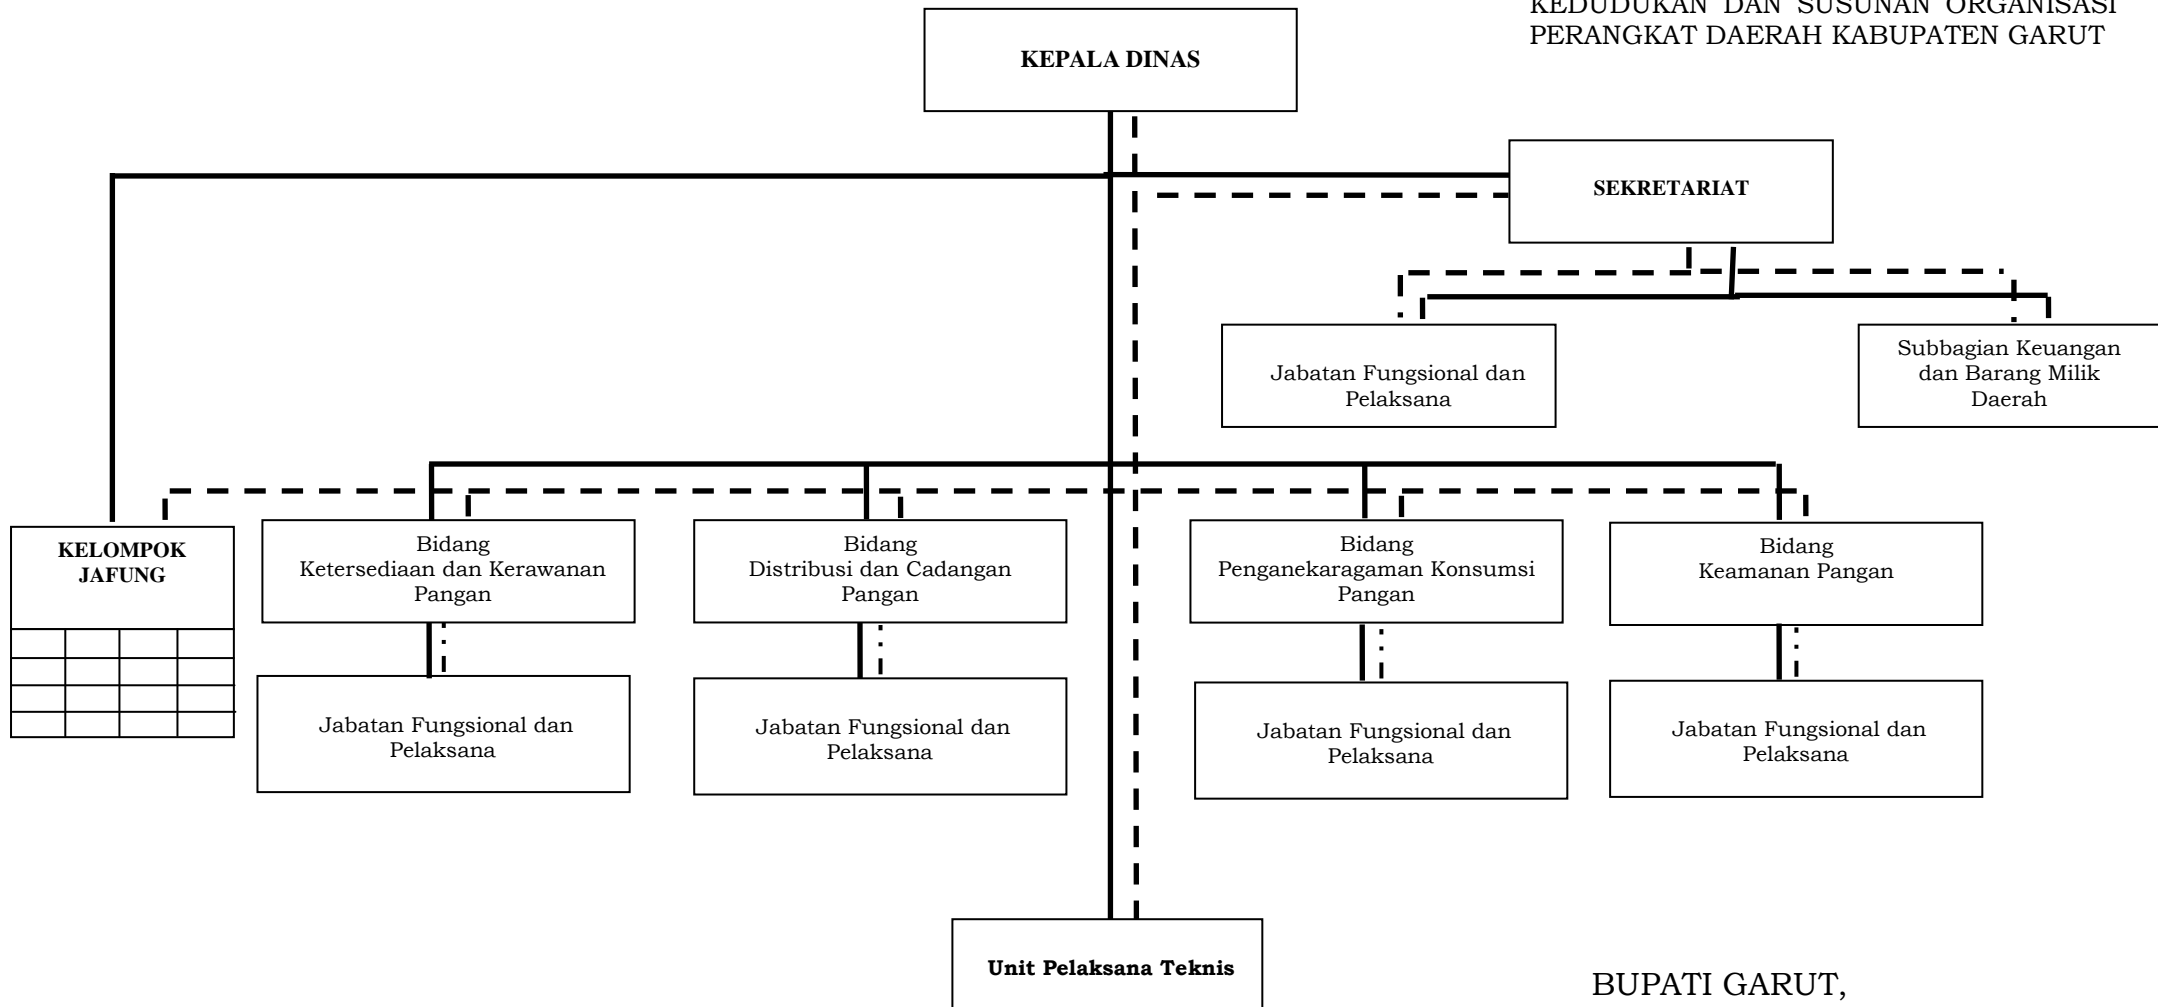 KEDUDUKAN DAN SUSUNAN ORGANISASI
PERANGKAT DAERAH KABUPATEN GARUT
KEPALA DINAS
SEKRETARIAT
Jabatan Fungsional dan
Pelaksana
Subbagian Keuangan
dan Barang Milik
Daerah
KELOMPOK
JAFUNG
Bidang
Ketersediaan dan Kerawanan
Pangan
Bidang
Distribusi dan Cadangan
Pangan
Bidang
Penganekaragaman Konsumsi
Pangan
Bidang
Keamanan Pangan
Jabatan Fungsional dan
Pelaksana
Jabatan Fungsional dan
Pelaksana
Jabatan Fungsional dan
Pelaksana
Jabatan Fungsional dan
Pelaksana
Unit Pelaksana Teknis
BUPATI GARUT,